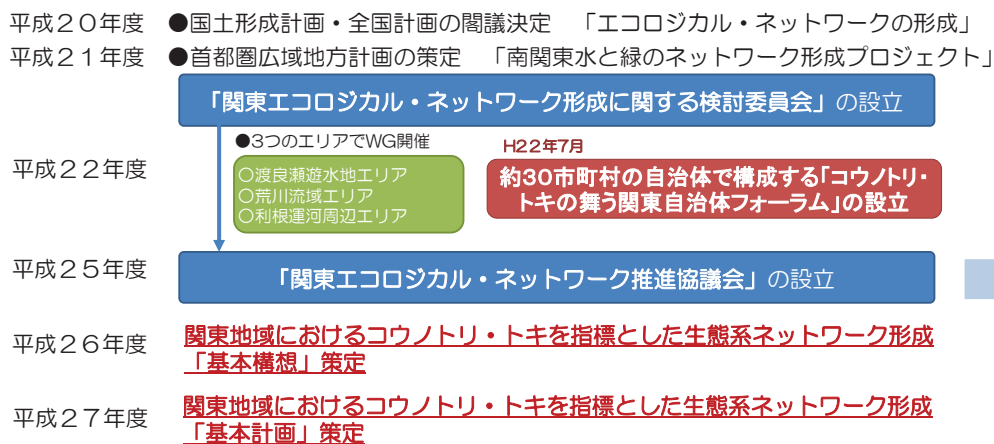 平成２０年度 ●国土形成計画・全国計画の閣議決定 「エコロジカル・ネットワークの形成」
平成２１年度 ●首都圏広域地方計画の策定 「南関東水と緑のネットワーク形成プロジェクト」
「関東エコロジカル・ネットワーク形成に関する検討委員会」の設立
●３つのエリアでWG開催
平成２２年度
○渡良瀬遊水地エリア
○荒川流域エリア
○利根運河周辺エリア
H２２年７月
約３０市町村の自治体で構成する「コウノトリ・
トキの舞う関東自治体フォーラム」の設立
平成２５年度
「関東エコロジカル・ネットワーク推進協議会」の設立
平成２６年度
関東地域におけるコウノトリ・トキを指標とした生態系ネットワーク形成
「基本構想」策定
平成２７年度
関東地域におけるコウノトリ・トキを指標とした生態系ネットワーク形成
「基本計画」策定